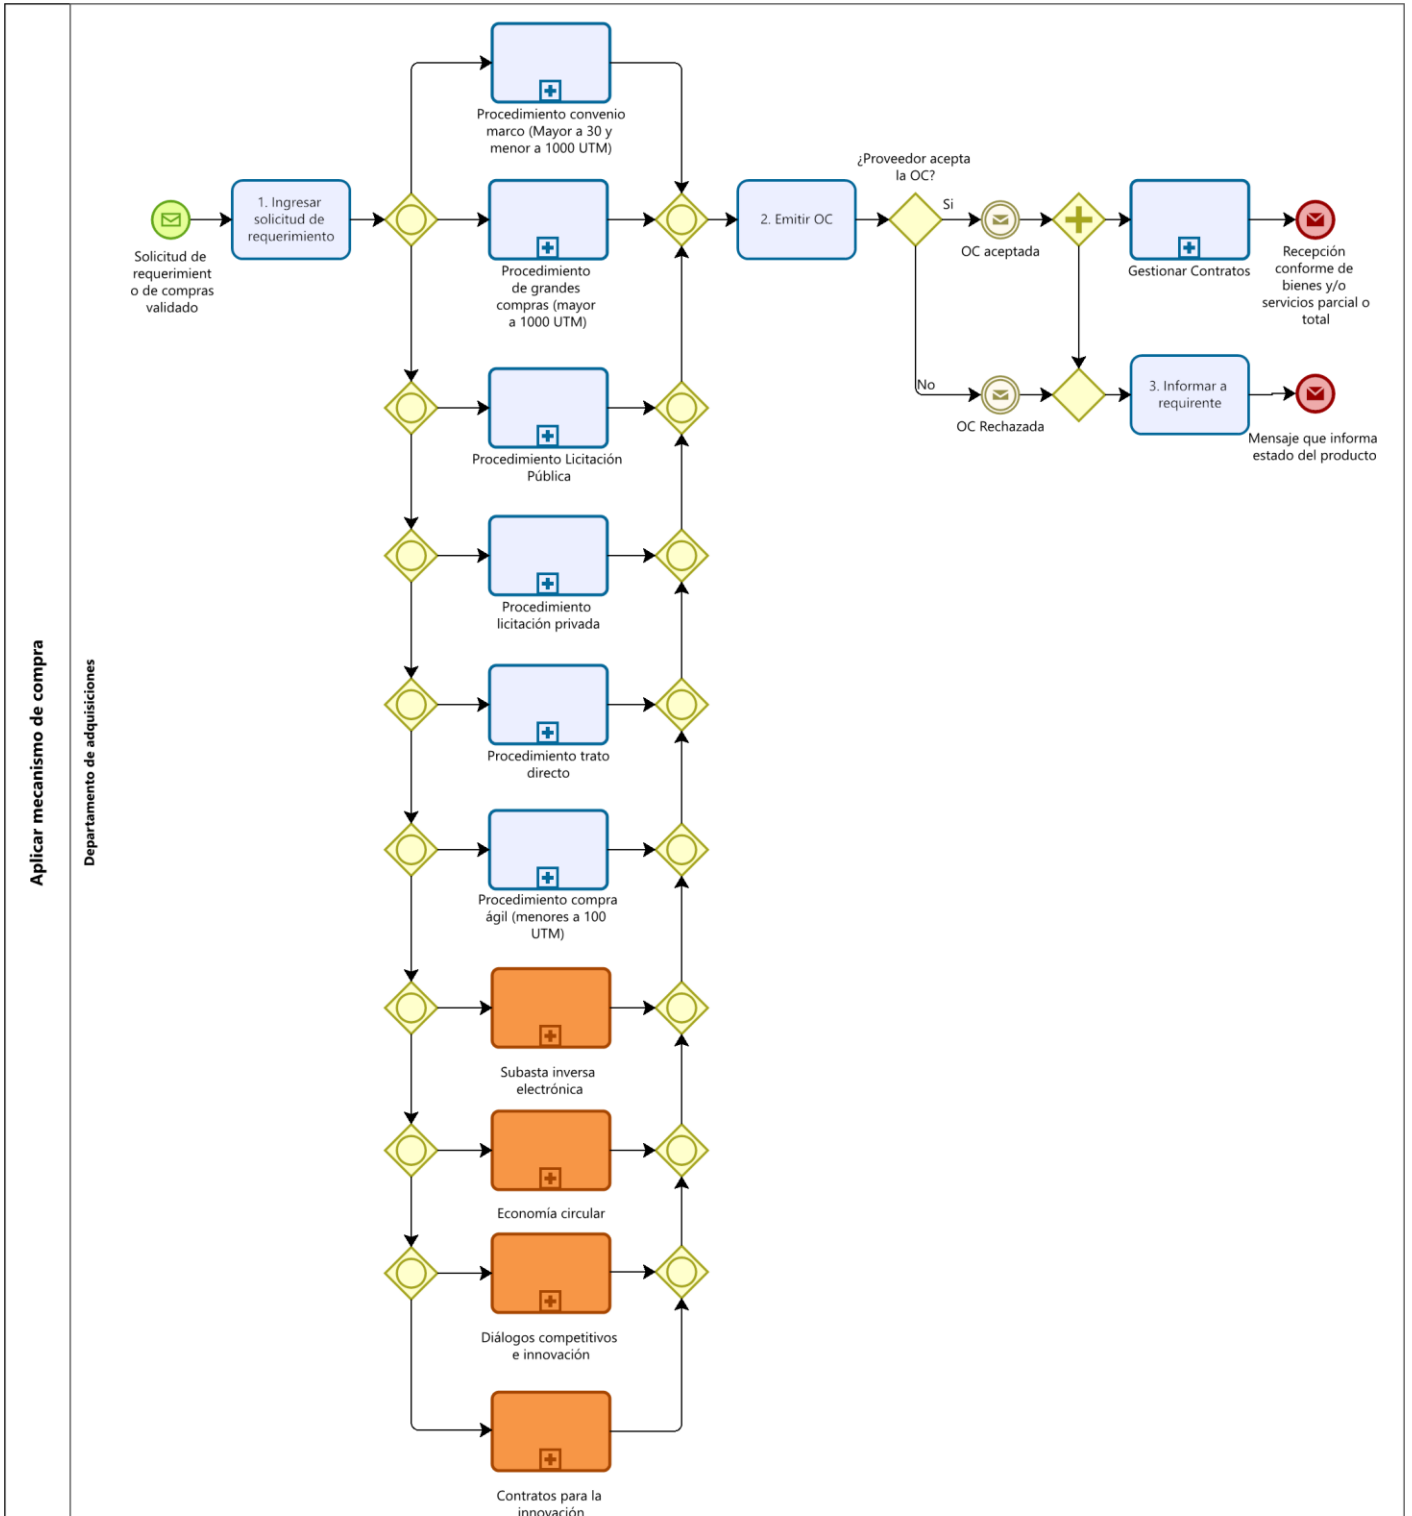 Aplicar mecanismo de compra
Departamento de adquisiciones
Solicitud de
requerimient
o de compras
validado
1. Ingresar
solicitud de
requerimiento
Procedimiento convenio
marco (Mayor a 30 y
menor a 1000 UTM)
Procedimiento
de grandes
compras (mayor
a 1000 UTM)
Procedimiento Licitación
Pública
Procedimiento
licitación privada
Procedimiento trato
directo
Procedimiento compra
ágil (menores a 100
UTM)
Subasta inversa
electrónica
Economía circular
Diálogos competitivos
e innovación
Contratos para la
innovación
2. Emitir OC
¿Proveedor acepta
la OC?
Si
OC aceptada
Gestionar Contratos
Recepción
conforme de
bienes y/o
servicios parcial o
total
No
OC Rechazada
3. Informar a
requirente
Mensaje que informa
estado del producto